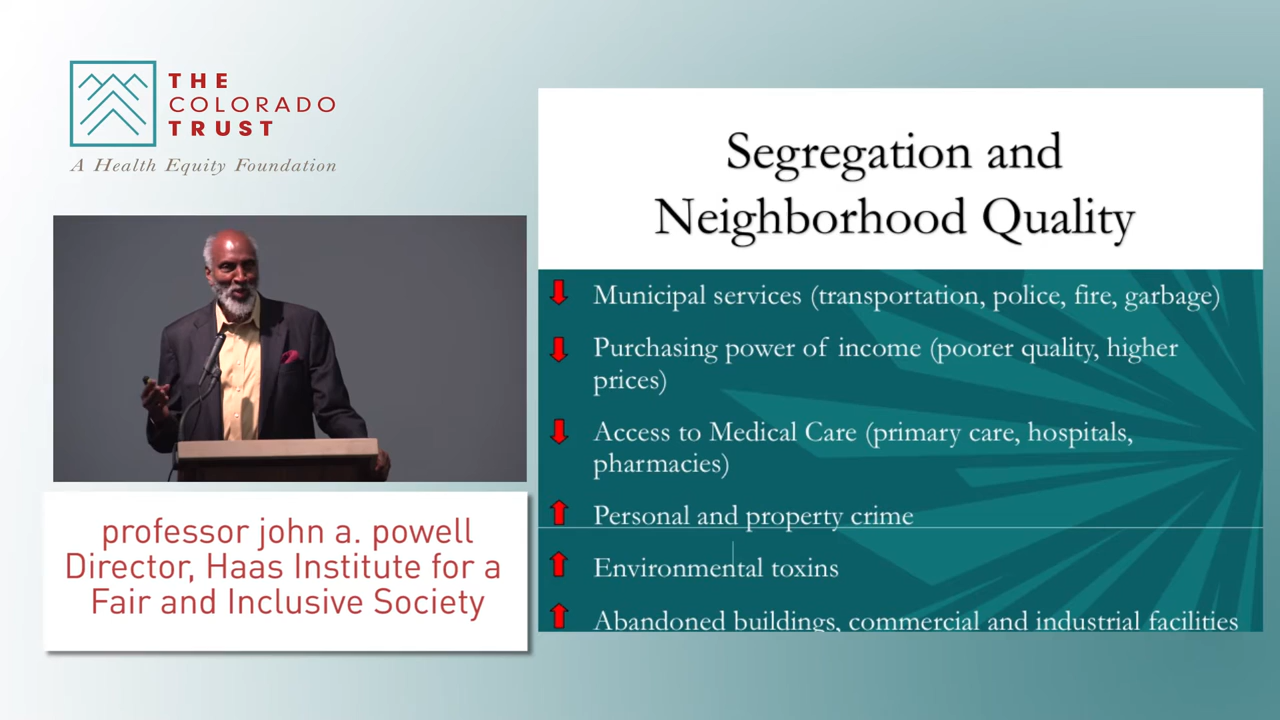 THE
COLORADO
TRUST
A Health Equity Foundation
professor john a. powell
Director, Haas Institute for a
Fair and Inclusive Society
Segregation and
Neighborhood Quality
Municipal services (transportation, police, fire, garbage)
Purchasing power of income (poorer quality, higher
prices)
Access to Medical Care (primary care, hospitals,
pharmacies)
Personal and property crime
Environmental toxins
Abandoned buildings, commercial and industrial facilities